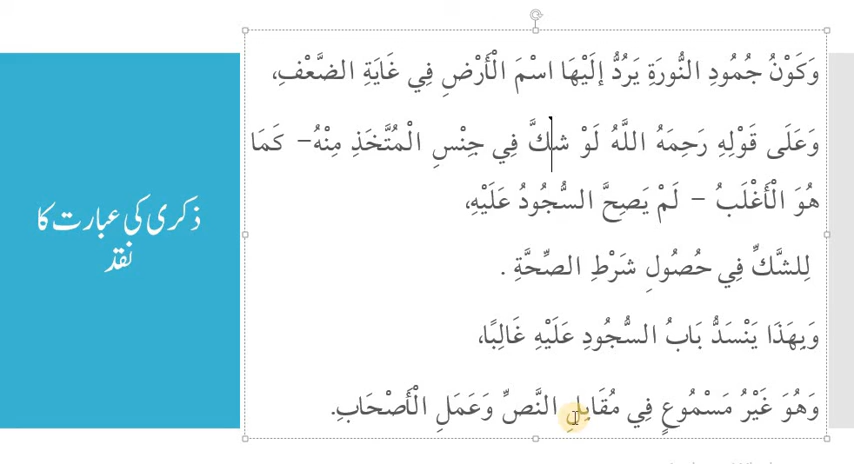 وَكَوْنُ جُمُودِ النُّورَةِ يَرُدُّ إِلَيْهَا اسْمَ الْأَرْضِ فِي غَايَةِ الضَّعْفِ،
وَعَلَى قَوْلِهِ رَحِمَهُ اللَّهُ لَوْ شكَّ فِي جِنْسِ الْمُتَّخَذِ مِنْهُ– كَمَا
هُوَ الْأَغْلَبُ – لَمْ يَصِحَّ السُّجُودُ عَلَيْهِ،
لِلشَّكِّ فِي حُصُولِ شَرْطِ الصِّحَّةِ .
وَبِهَذَا يَنْسَدُّ بَابُ السُّجُودِ عَلَيْهِ غَالِبًا،
وَهُوَ غَيْرُ مَسْمُوعٍ فِي مُقَابِلِ النَّصِّ وَعَمَلِ الْأَصْحَابِ.
ذکری کی عبارت کا
نقد